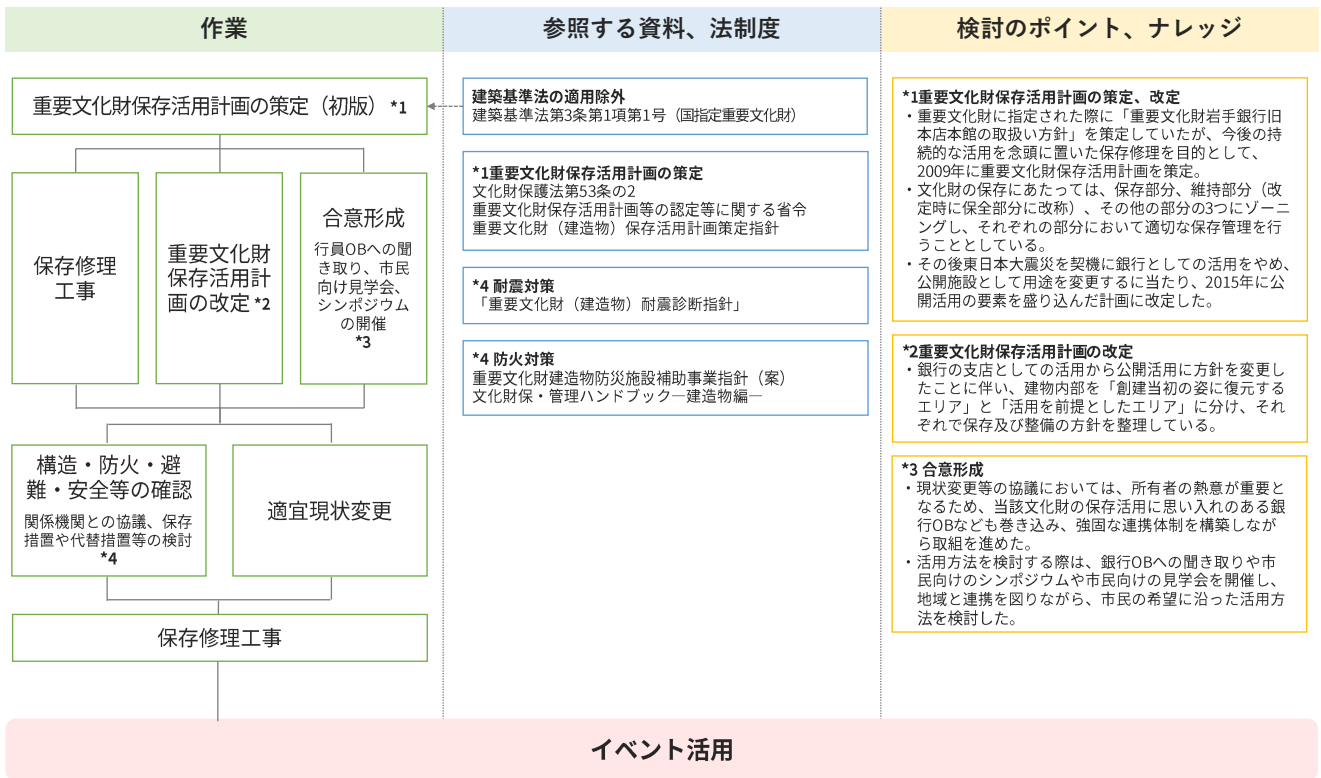 作業
参照する資料、法制度
検討のポイント、ナレッジ
重要文化財保存活用計画の策定（初版）*1
保存修理
工事
重要文化財
保存活用計
画の改定 *2
合意形成
行員OBへの聞
き取り、市民
向け見学会、
シンポジウム
の開催
*3
構造・防火・避
難・安全等の確認
関係機関との協議、保存
措置や代替措置等の検討
*4
適宜現状変更
保存修理工事
建築基準法の適用除外
建築基準法第3条第1項第1号（国指定重要文化財）
*1重要文化財保存活用計画の策定
文化財保護法第53条の2
重要文化財保存活用計画等の認定等に関する省令
重要文化財（建造物）保存活用計画策定指針
*4 耐震対策
「重要文化財（建造物）耐震診断指針」
*4 防火対策
重要文化財建造物防災施設補助事業指針（案）
文化財保・管理ハンドブック―建造物編―
*1重要文化財保存活用計画の策定、改定
・重要文化財に指定された際に「重要文化財岩手銀行旧
本店本館の取扱い方針」を策定していたが、今後の持
続的な活用を念頭に置いた保存修理を目的として、
2009年に重要文化財保存活用計画を策定。
・文化財の保存にあたっては、保存部分、維持部分（改
定時に保全部分に改称）、その他の部分の3つにゾーニ
ングし、それぞれの部分において適切な保存管理を行
うこととしている。
・その後東日本大震災を契機に銀行としての活用をやめ、
公開施設として用途を変更するに当たり、2015年に公
開活用の要素を盛り込んだ計画に改定した。
*2重要文化財保存活用計画の改定
・銀行の支店としての活用から公開活用に方針を変更し
たことに伴い、建物内部を「創建当初の姿に復元する
エリア」と「活用を前提としたエリア」に分け、それ
ぞれで保存及び整備の方針を整理している。
*3 合意形成
・現状変更等の協議においては、所有者の熱意が重要と
なるため、当該文化財の保存活用に思い入れのある銀
行OBなども巻き込み、強固な連携体制を構築しなが
ら取組を進めた。
・活用方法を検討する際は、銀行OBへの聞き取りや市
民向けのシンポジウムや市民向けの見学会を開催し、
地域と連携を図りながら、市民の希望に沿った活用方
法を検討した。
イベント活用